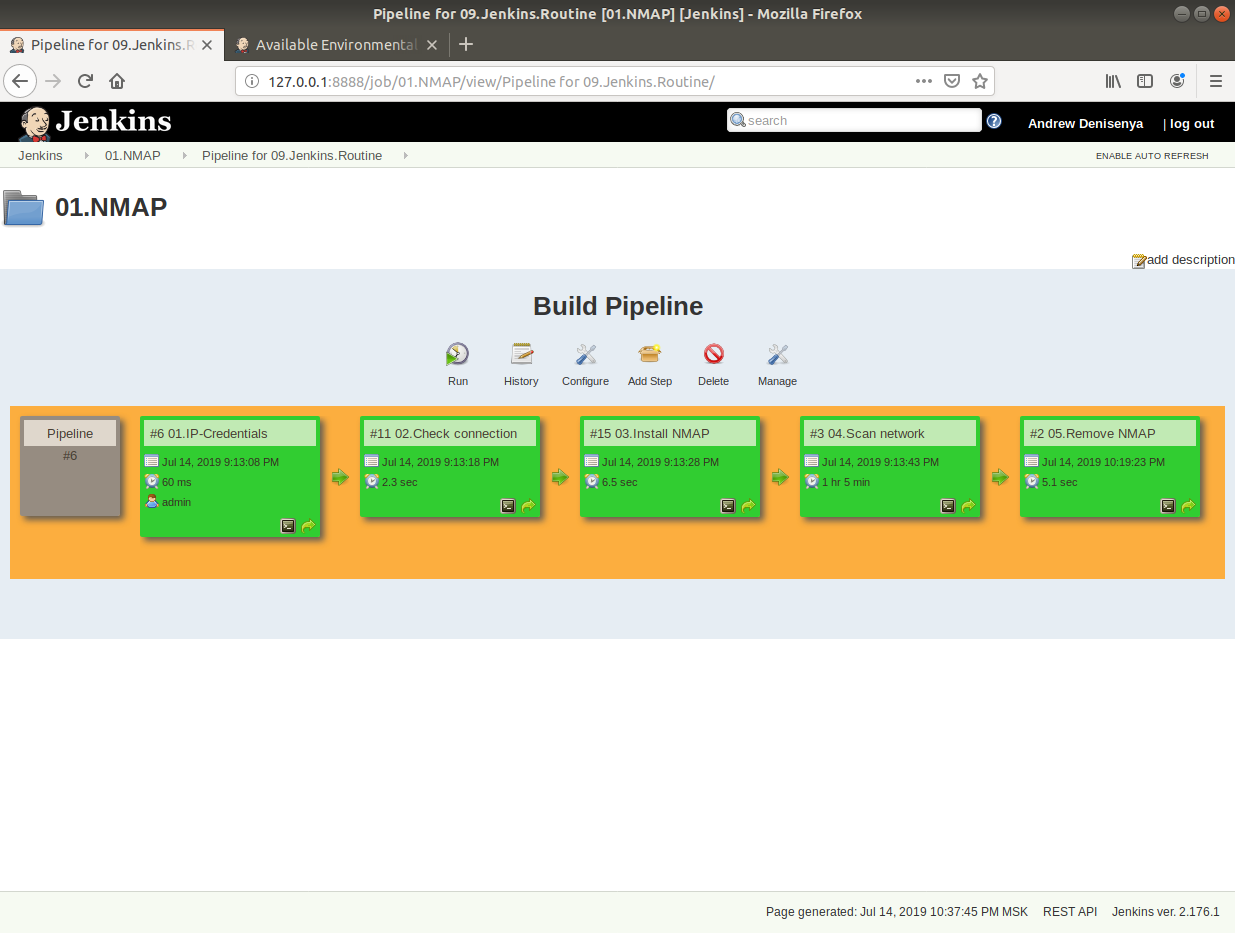 Pipeline for 09.Jenkins.Routine [01.NMAP] [Jenkins] - Mozilla Firefox
Pipeline for 09.Jenkins.R
Available Environmental
127.0.0.1:8888/job/01.NMAP/view/Pipeline for 09.Jenkins.Routine/
Jenkins
search
Andrew Denisenya
| log out
Jenkins
01.NMAP
Pipeline for 09.Jenkins.Routine
ENABLE AUTO REFRESH
01.NMAP
add description
Build Pipeline
Run
History
Configure
Add Step
Delete
Manage
Pipeline
#6
#6 01.IP-Credentials
Jul 14, 2019 9:13:08 PM
60 ms
admin
#11 02.Check connection
Jul 14, 2019 9:13:18 PM
2.3 sec
#15 03.Install NMAP
Jul 14, 2019 9:13:28 PM
6.5 sec
#3 04.Scan network
Jul 14, 2019 9:13:43 PM
1 hr 5 min
#2 05.Remove NMAP
Jul 14, 2019 10:19:23 PM
5.1 sec
Page generated: Jul 14, 2019 10:37:45 PM MSK
REST API
Jenkins ver. 2.176.1